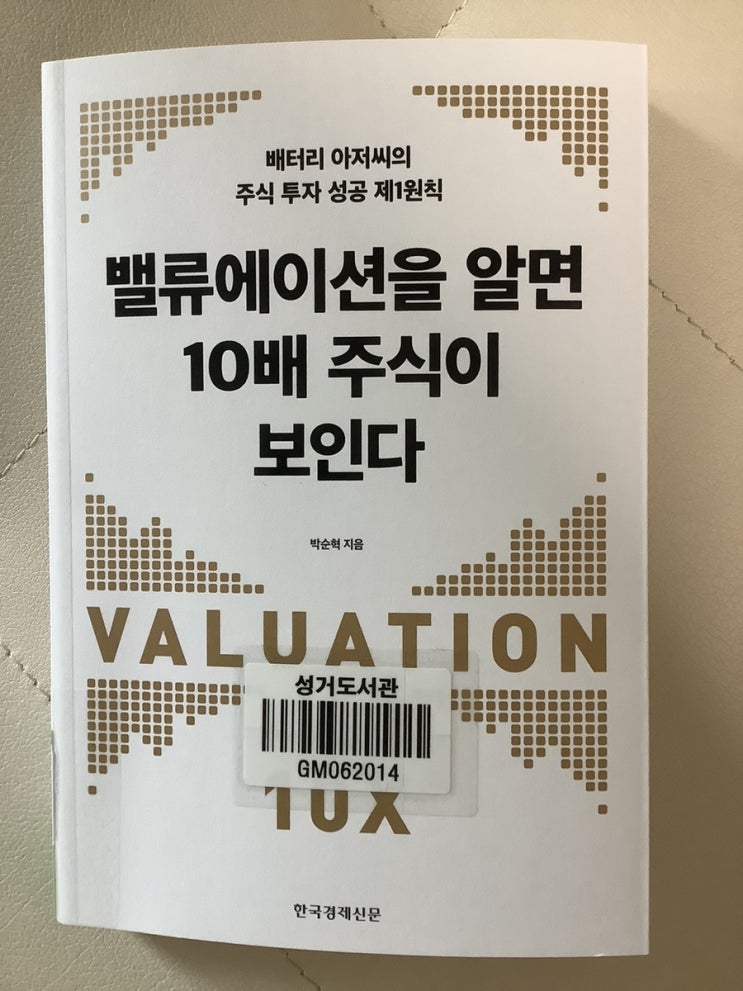 배터리 아저씨의
주식 투자 성공 제1원칙
밸류에이션을 알면
10배 주식이
보인다
박순혁 지음
VALUATION
성거도서관
GM062014
10X
한국경제신문